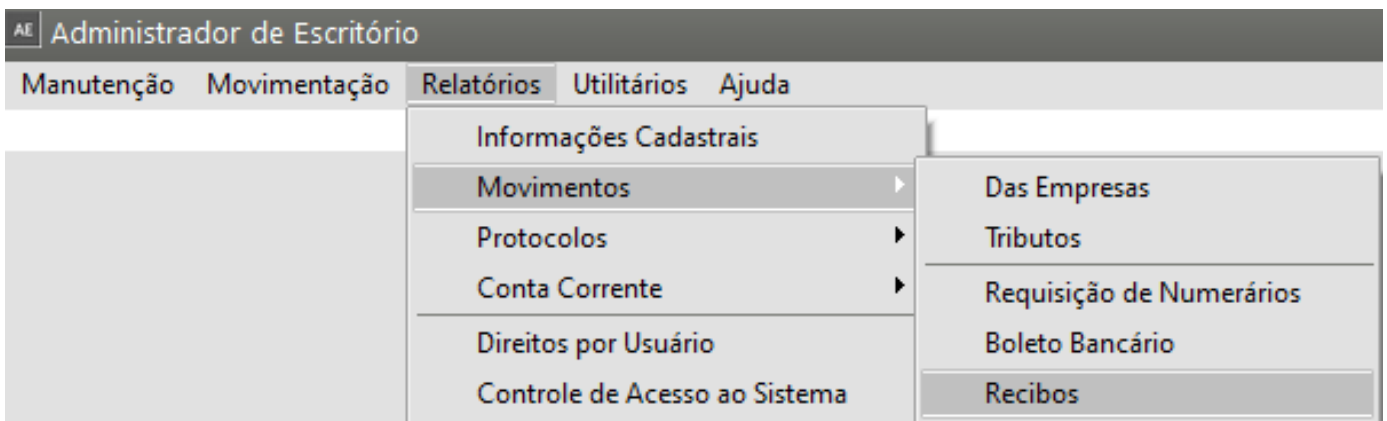 AE Administrador de Escritório
Manutenção Movimentação Relatórios Utilitários Ajuda
Informações Cadastrais
Movimentos
Protocolos
Conta Corrente
Direitos por Usuário
Controle de Acesso ao Sistema
Das Empresas
Tributos
Requisição de Numerários
Boleto Bancário
Recibos